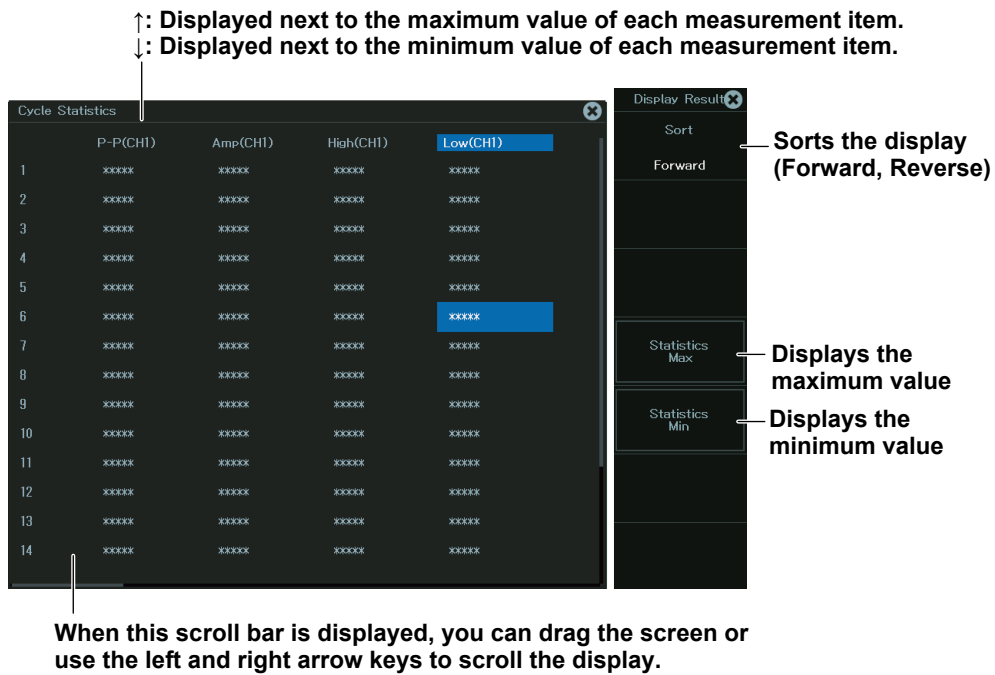 ↑: Displayed next to the maximum value of each measurement item.
↓: Displayed next to the minimum value of each measurement item.
Cycle Statistics
P-P(CH1) Amp(CH1) High(CH1) Low(CH1)
1 ***** ***** ***** *****
2 ***** ***** ***** *****
3 ***** ***** ***** *****
4 ***** ***** ***** *****
5 ***** ***** ***** *****
6 ***** ***** ***** *****
7 ***** ***** ***** *****
8 ***** ***** ***** *****
9 ***** ***** ***** *****
10 ***** ***** ***** *****
11 ***** ***** ***** *****
12 ***** ***** ***** *****
13 ***** ***** ***** *****
14 ***** ***** ***** *****
Display Result
Sort
Forward
Statistics
Max
Statistics
Min
Sorts the display
(Forward, Reverse)
Displays the
maximum value
Displays the
minimum value
When this scroll bar is displayed, you can drag the screen or
use the left and right arrow keys to scroll the display.